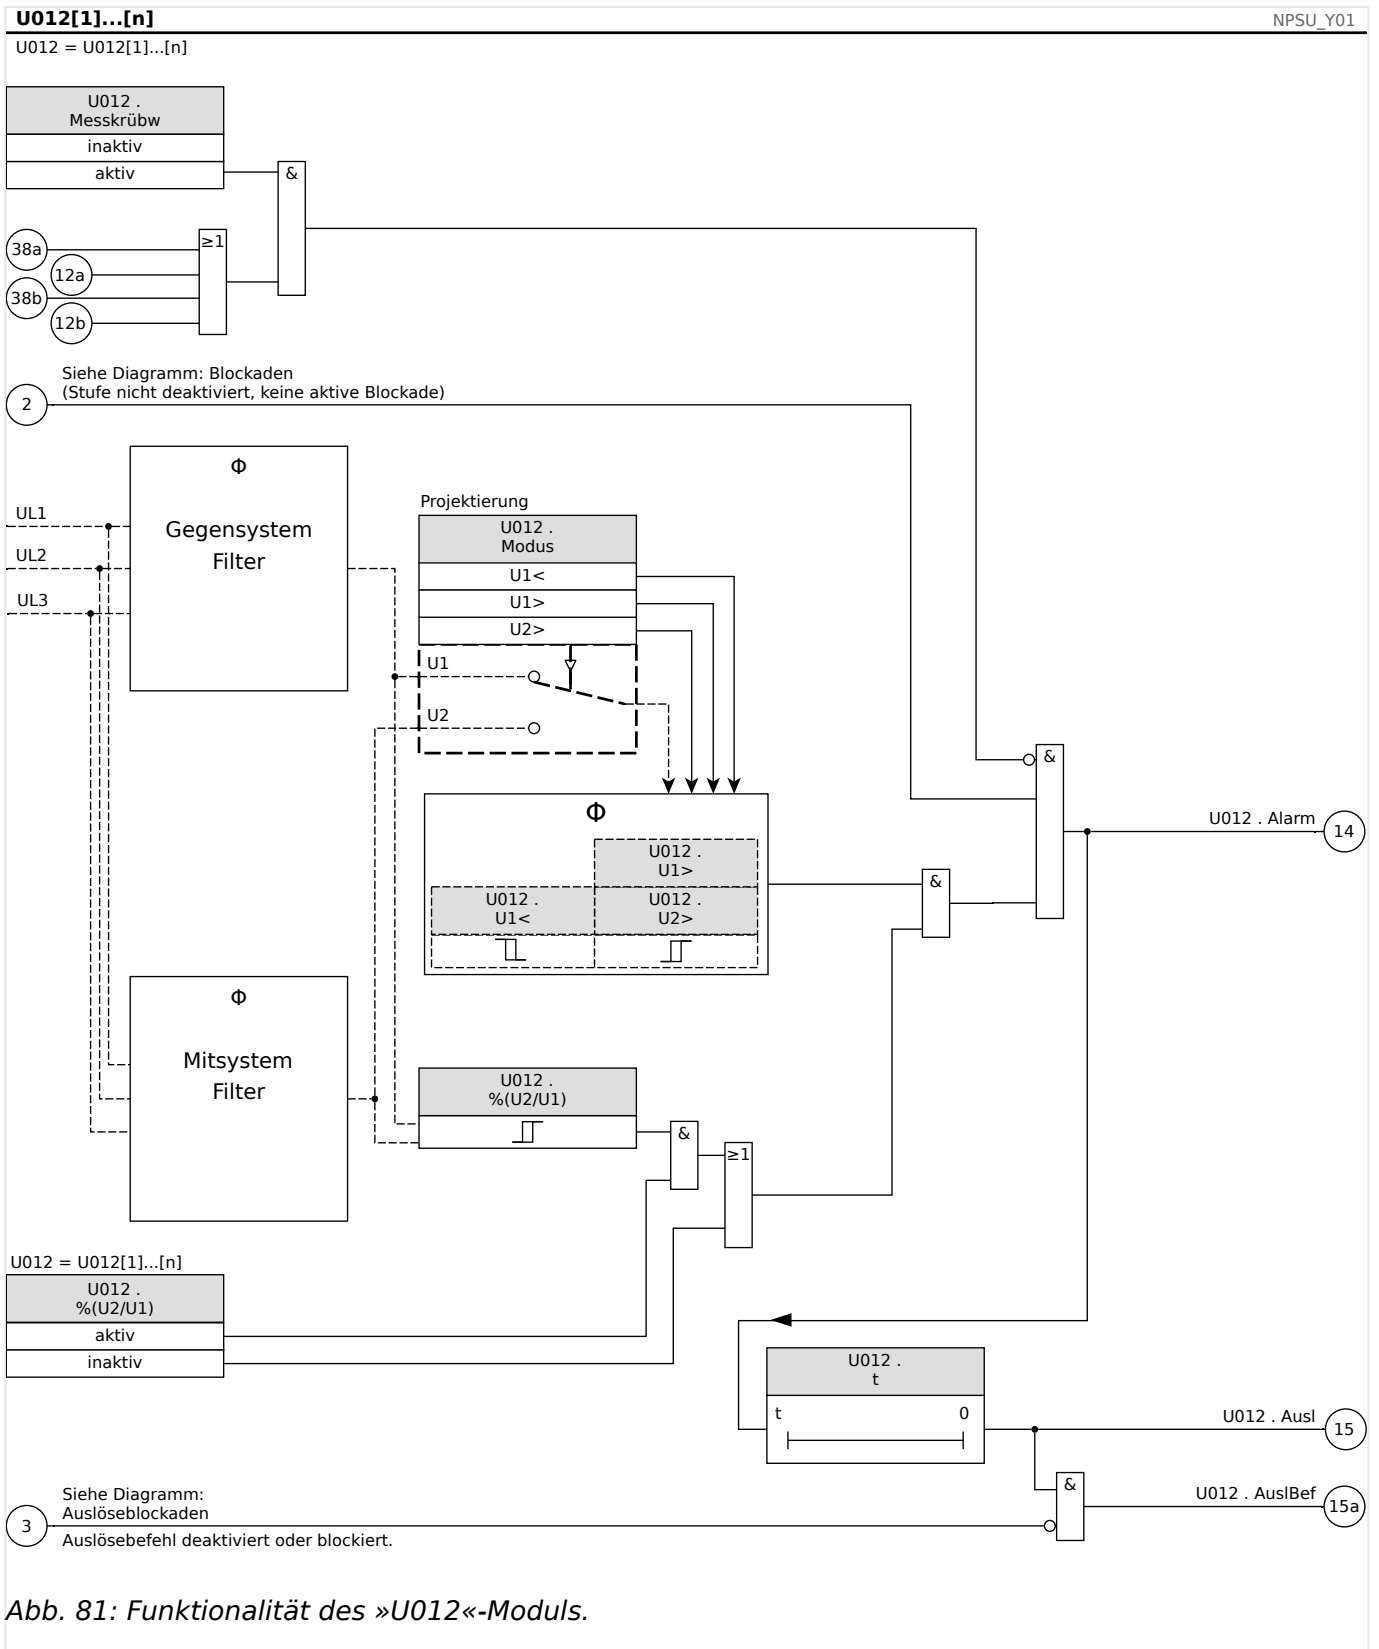 U012[1]...[n]
NPSU_Y01
U012 = U012[1]...[n]
U012 .
Messkrübw
inaktiv
aktiv
&
38a
≥1
12a
38b
12b
Siehe Diagramm: Blockaden
(Stufe nicht deaktiviert, keine aktive Blockade)
2
Φ
Gegensystem
Filter
UL1
UL2
UL3
Projektierung
U012 .
Modus
U1<
U1>
U2>
U1
U2
&
Φ
U012 .
U1>
U012 .
U1<
U012 .
U2>
&
U012 . Alarm
14
Φ
Mitsystem
Filter
U012 .
%(U2/U1)
&
≥1
U012 = U012[1]...[n]
U012 .
%(U2/U1)
aktiv
inaktiv
U012 .
t
t 0
U012 . Ausl
15
&
U012 . AuslBef
15a
Siehe Diagramm:
Auslöseblockaden
3
Auslösebefehl deaktiviert oder blockiert.
Abb. 81: Funktionalität des »U012«-Moduls.